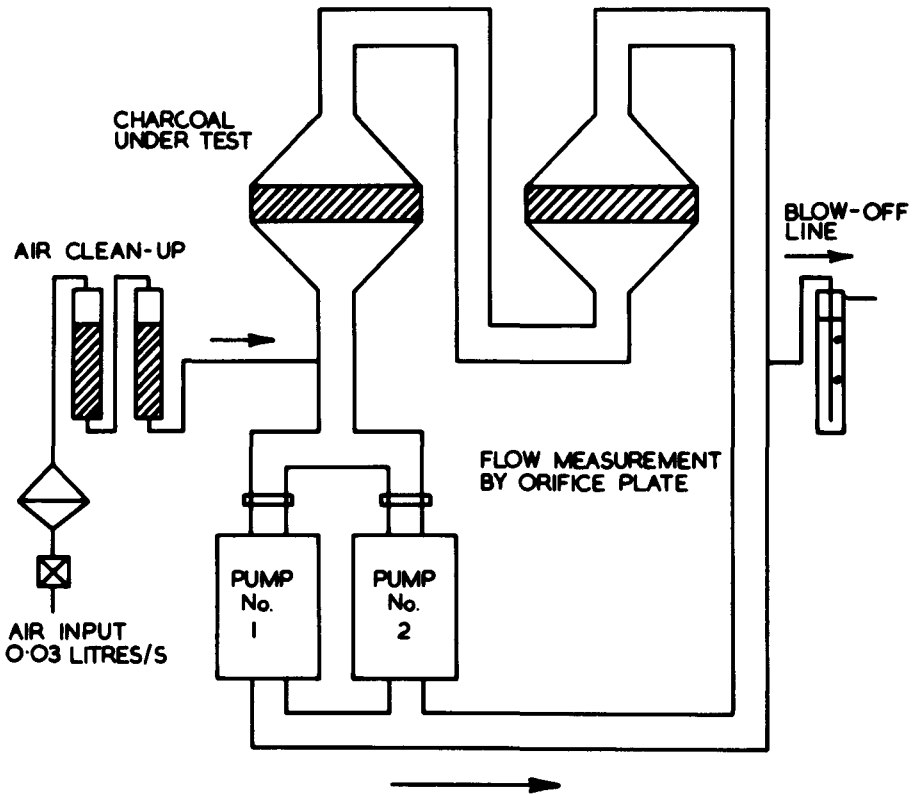 CHARCOAL
UNDER TEST
AIR CLEAN-UP
BLOW-OFF
LINE
FLOW MEASUREMENT
BY ORIFICE PLATE
PUMP
No.
1
PUMP
No.
2
AIR INPUT
0·03 LITRES/S